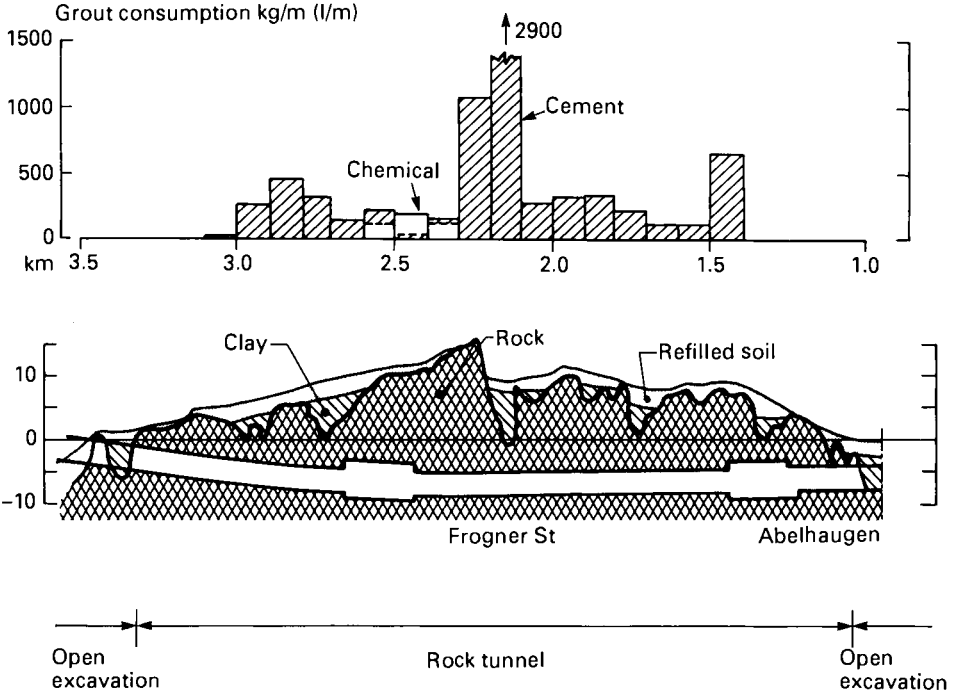 Grout consumption kg/m (l/m)
1500
1000
500
0
2900
Cement
Chemical
km 3.5 3.0 2.5 2.0 1.5 1.0
Clay
Rock
Refilled soil
10
0
−10
Frogner St
Abelhaugen
Open
excavation
Rock tunnel
Open
excavation